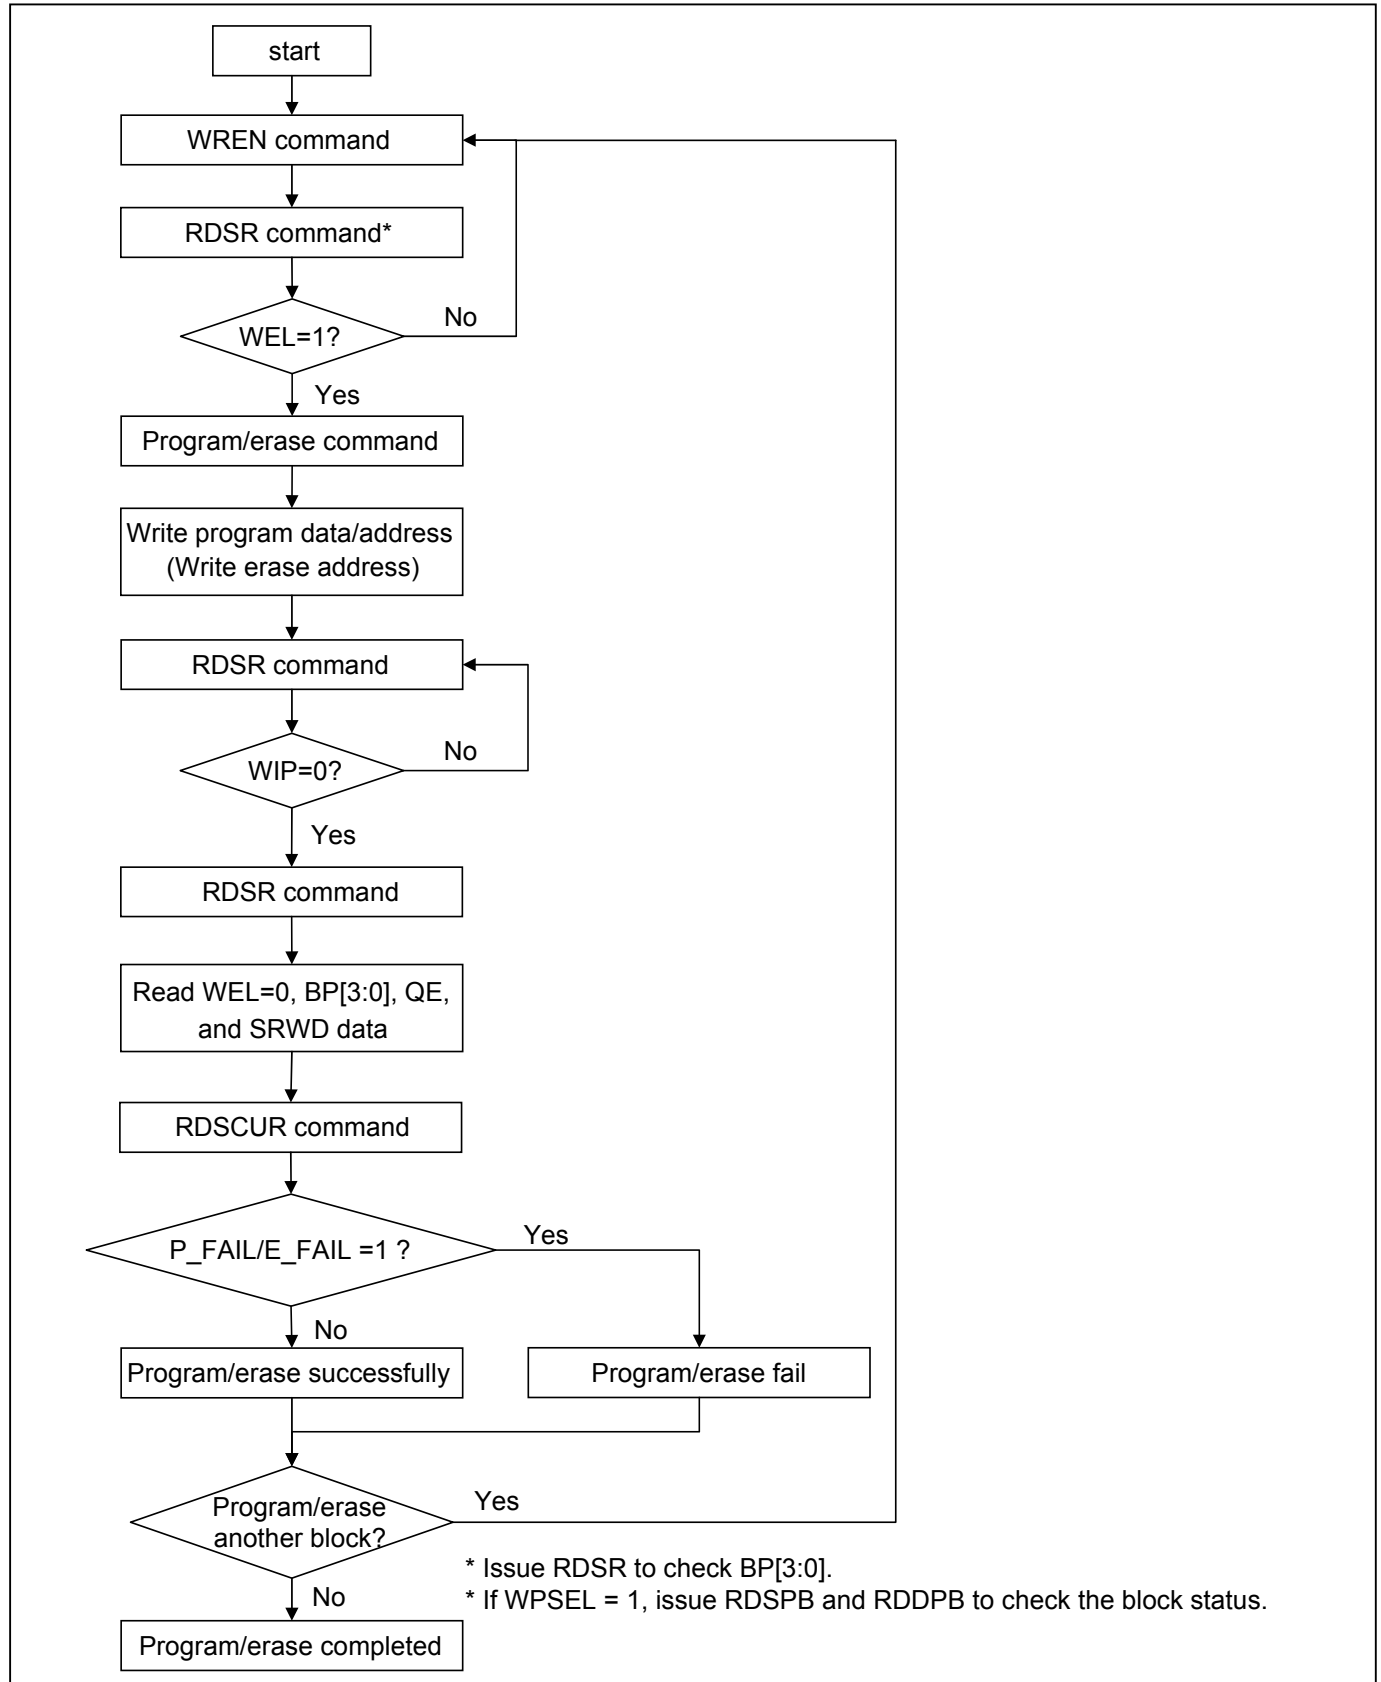 start
WREN command
RDSR command*
WEL=1?
No
Yes
Program/erase command
Write program data/address
(Write erase address)
RDSR command
WIP=0?
No
Yes
RDSR command
Read WEL=0, BP[3:0], QE,
and SRWD data
RDSCUR command
P_FAIL/E_FAIL =1 ?
Yes
No
Program/erase successfully
Program/erase fail
Program/erase
another block?
Yes
* Issue RDSR to check BP[3:0].
* If WPSEL = 1, issue RDSPB and RDDPB to check the block status.
No
Program/erase completed